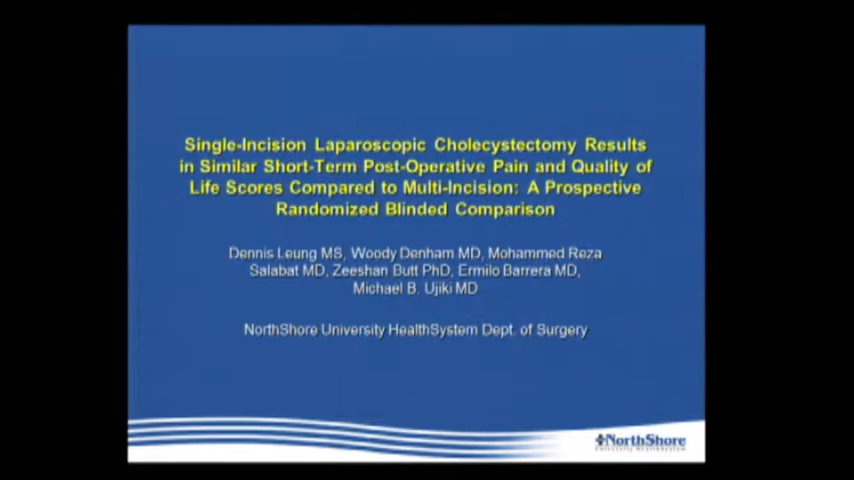 Single-Incision Laparoscopic Cholecystectomy Results
in Similar Short-Term Post-Operative Pain and Quality of
Life Scores Compared to Multi-Incision: A Prospective
Randomized Blinded Comparison
Dennis Leung MS, Woody Denham MD, Mohammed Reza
Salabat MD, Zeeshan Butt PhD, Ermilo Barrera MD,
Michael B. Ujiki MD
NorthShore University HealthSystem Dept. of Surgery
NorthShore
University HealthSystem